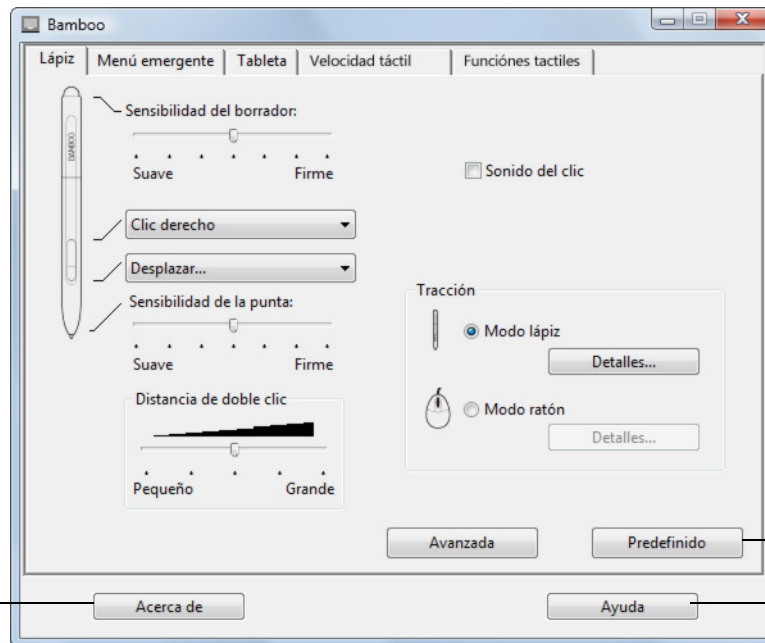 Bamboo
Lápiz Menú emergente Tableta Velocidad táctil Funciónes tactiles
BAMBOO
Sensibilidad del borrador:
Suave Firme
Sonido del clic
Clic derecho
Desplazar...
Sensibilidad de la punta:
Suave Firme
Tracción
Modo lápiz
Detalles...
Modo ratón
Detalles...
Distancia de doble clic
Pequeño Grande
Avanzada Predefinido
Acerca de Ayuda